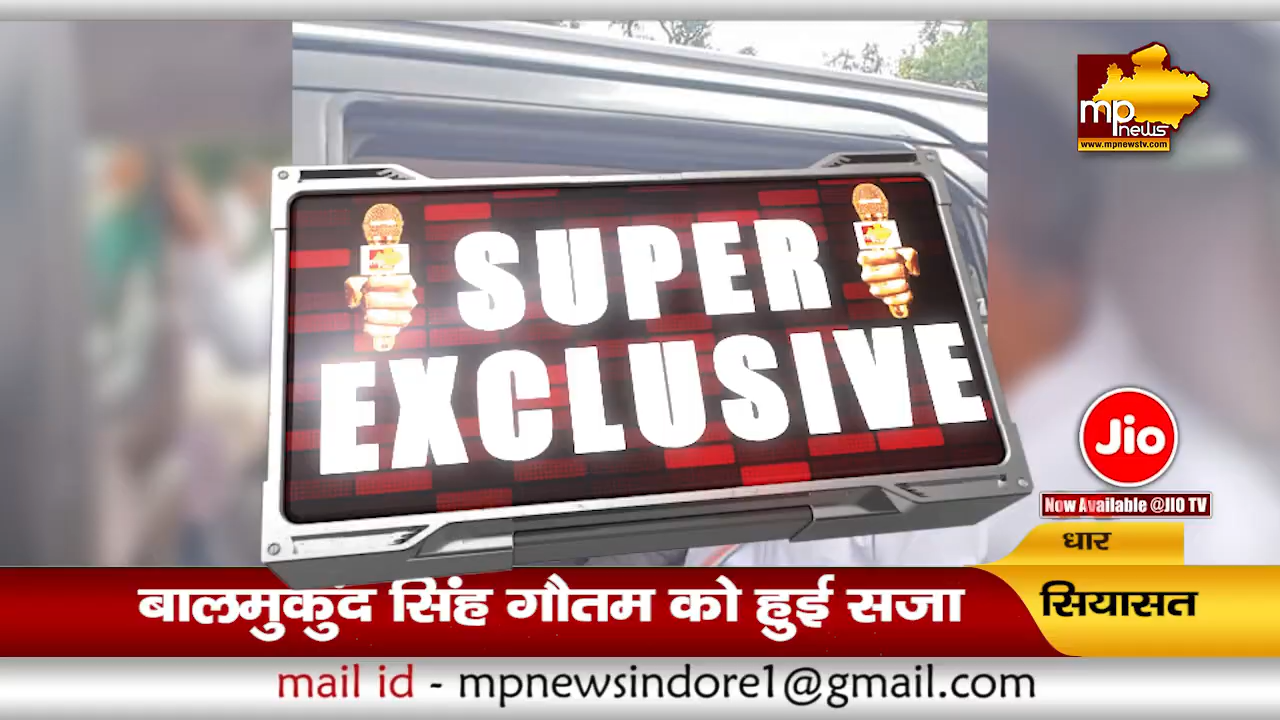 mp
news
www.mpnewstv.com
SUPER
EXCLUSIVE
Jio
Now Available @JIO TV
धार
बालमुकुंद सिंह गौतम को हुई सजा
सियासत
mail id - mpnewsindore1@gmail.com